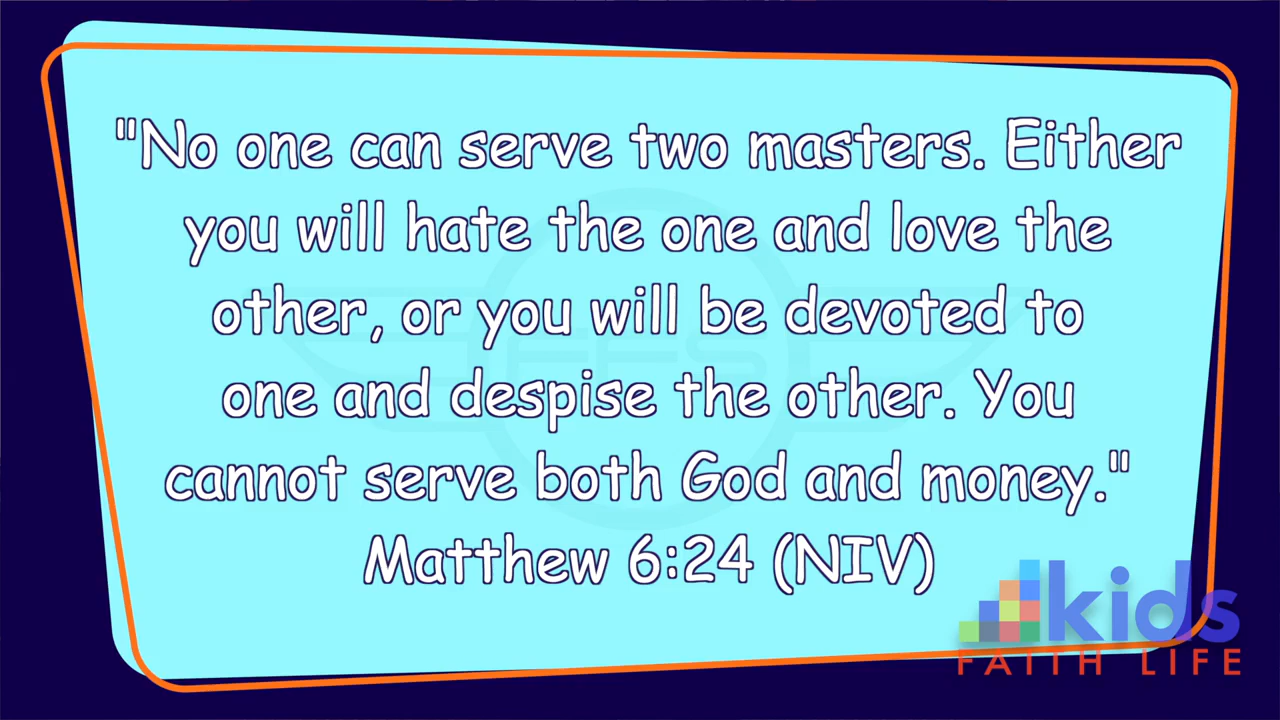 "No one can serve two masters. Either
you will hate the one and love the
other, or you will be devoted to
one and despise the other. You
cannot serve both God and money."
Matthew 6:24 (NIV)
kids
FAITH LIFE